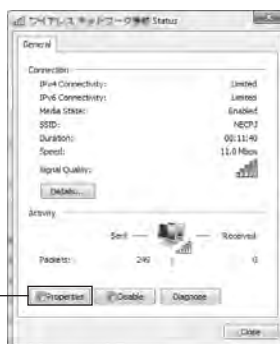 ワイヤレス ネットワーク接続 Status
General
Connection
IPv4 Connectivity: Limited
IPv6 Connectivity: Limited
Media State: Enabled
SSID: NECPJ
Duration: 00:11:40
Speed: 11.0 Mbps
Signal Quality:
Details...
Activity
Sent — — Received
Packets: 249 | 0
Properties Disable Diagnose
Close